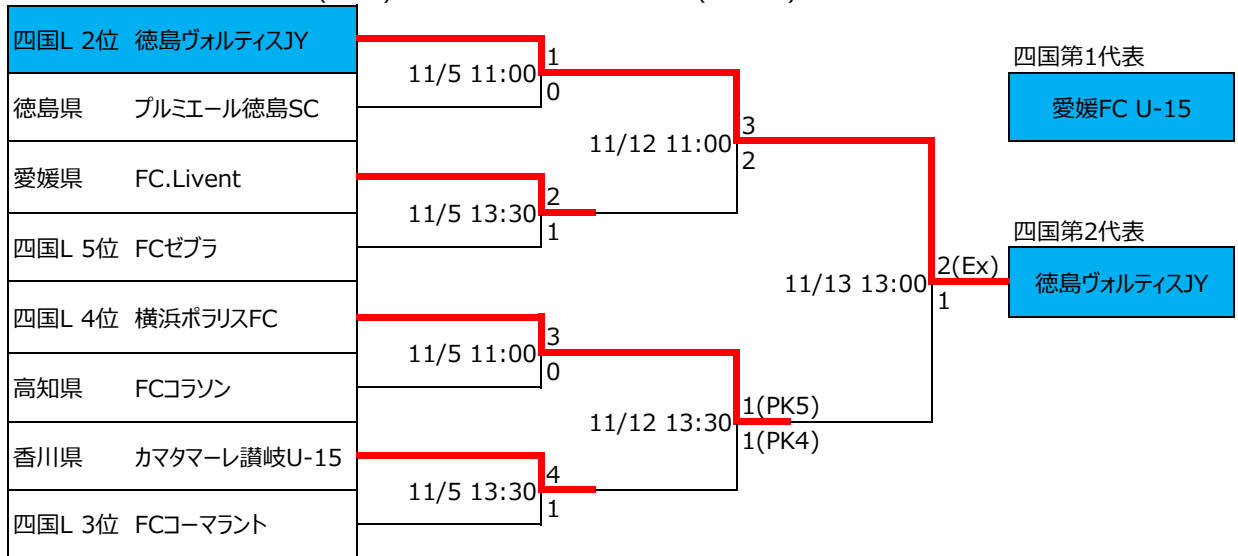 四国L 2位 徳島ヴォルティスJY
徳島県 プルミエール徳島SC
愛媛県 FC.Livent
四国L 5位 FCゼブラ
四国L 4位 横浜ポラリスFC
高知県 FCコラソン
香川県 カマタマーレ讃岐U-15
四国L 3位 FCコーマラント
11/5 11:00
1
0
11/5 13:30
2
1
11/5 11:00
3
0
11/5 13:30
4
1
11/12 11:00
3
2
11/12 13:30
1(PK5)
1(PK4)
11/13 13:00
2(Ex)
1
四国第1代表
愛媛FC U-15
四国第2代表
徳島ヴォルティスJY